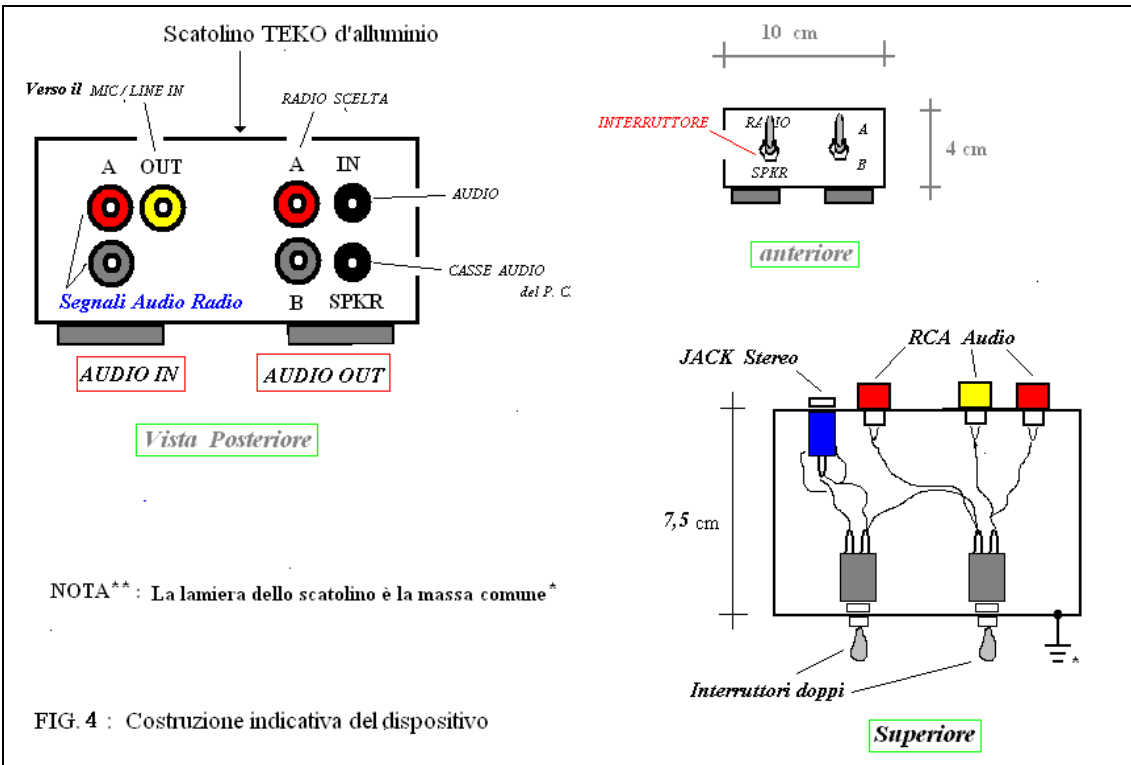 Scatolino TEKO d'alluminio
Verso il MIC/LINE IN
RADIO SCELTA
A OUT A IN
AUDIO
CASSE AUDIO
del P. C.
Segnali Audio Radio
B SPKR
AUDIO IN
AUDIO OUT
Vista Posteriore
10 cm
INTERRUTTORE
RADIO
A
4 cm
SPKR
B
anteriore
RCA Audio
JACK Stereo
7,5 cm
*
Interruttori doppi
Superiore
NOTA** : La lamiera dello scatolino è la massa comune*
FIG. 4 : Costruzione indicativa del dispositivo